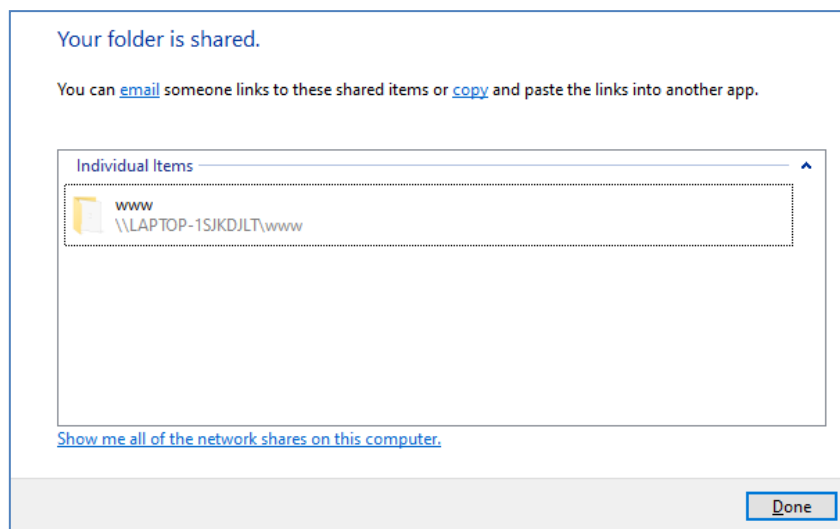 Your folder is shared.
You can email someone links to these shared items or copy and paste the links into another app.
Individual Items
www
\\LAPTOP-1SJKDJLT\www
Show me all of the network shares on this computer.
Done